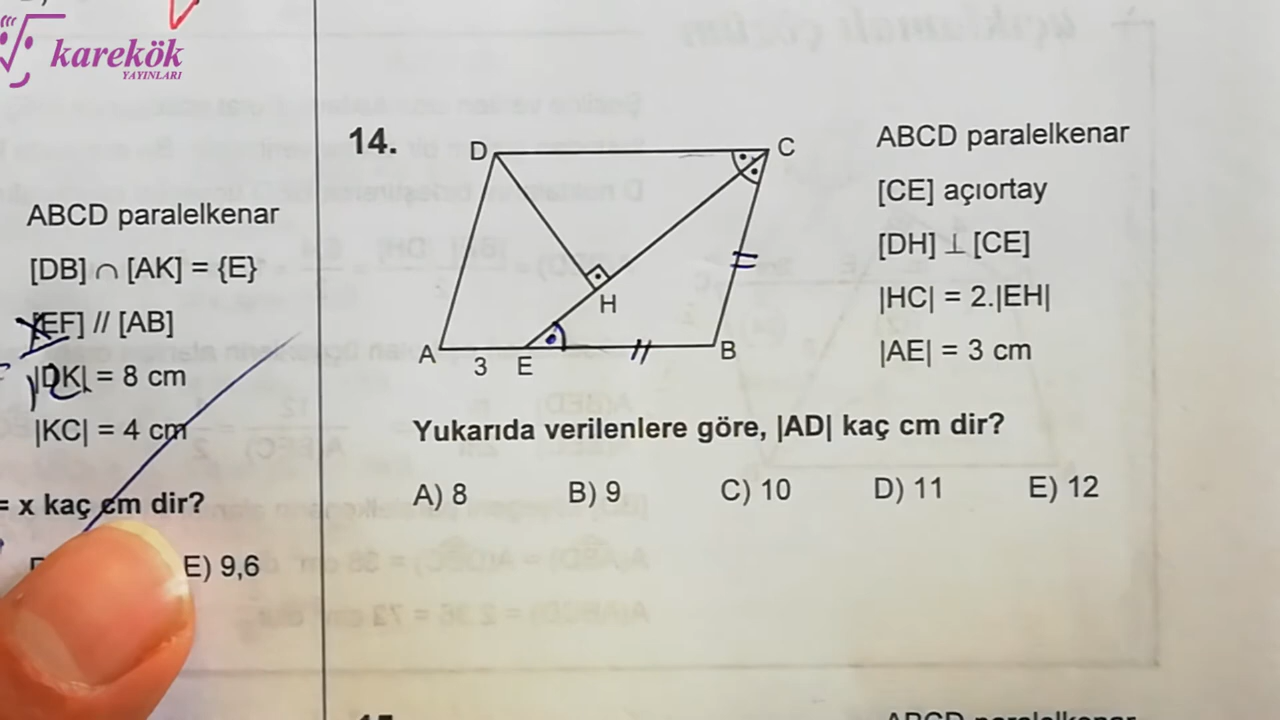 karekök
YAYINLARI
ABCD paralelkenar
[DB] ∩ [AK] = {E}
[EF] // [AB]
|DK| = 8 cm
|KC| = 4 cm
= x kaç cm dir?
E) 9,6
14.
D
C
H
A
3
E
B
ABCD paralelkenar
[CE] açıortay
[DH] ⊥ [CE]
|HC| = 2.|EH|
|AE| = 3 cm
Yukarıda verilenlere göre, |AD| kaç cm dir?
A) 8 B) 9 C) 10 D) 11 E) 12